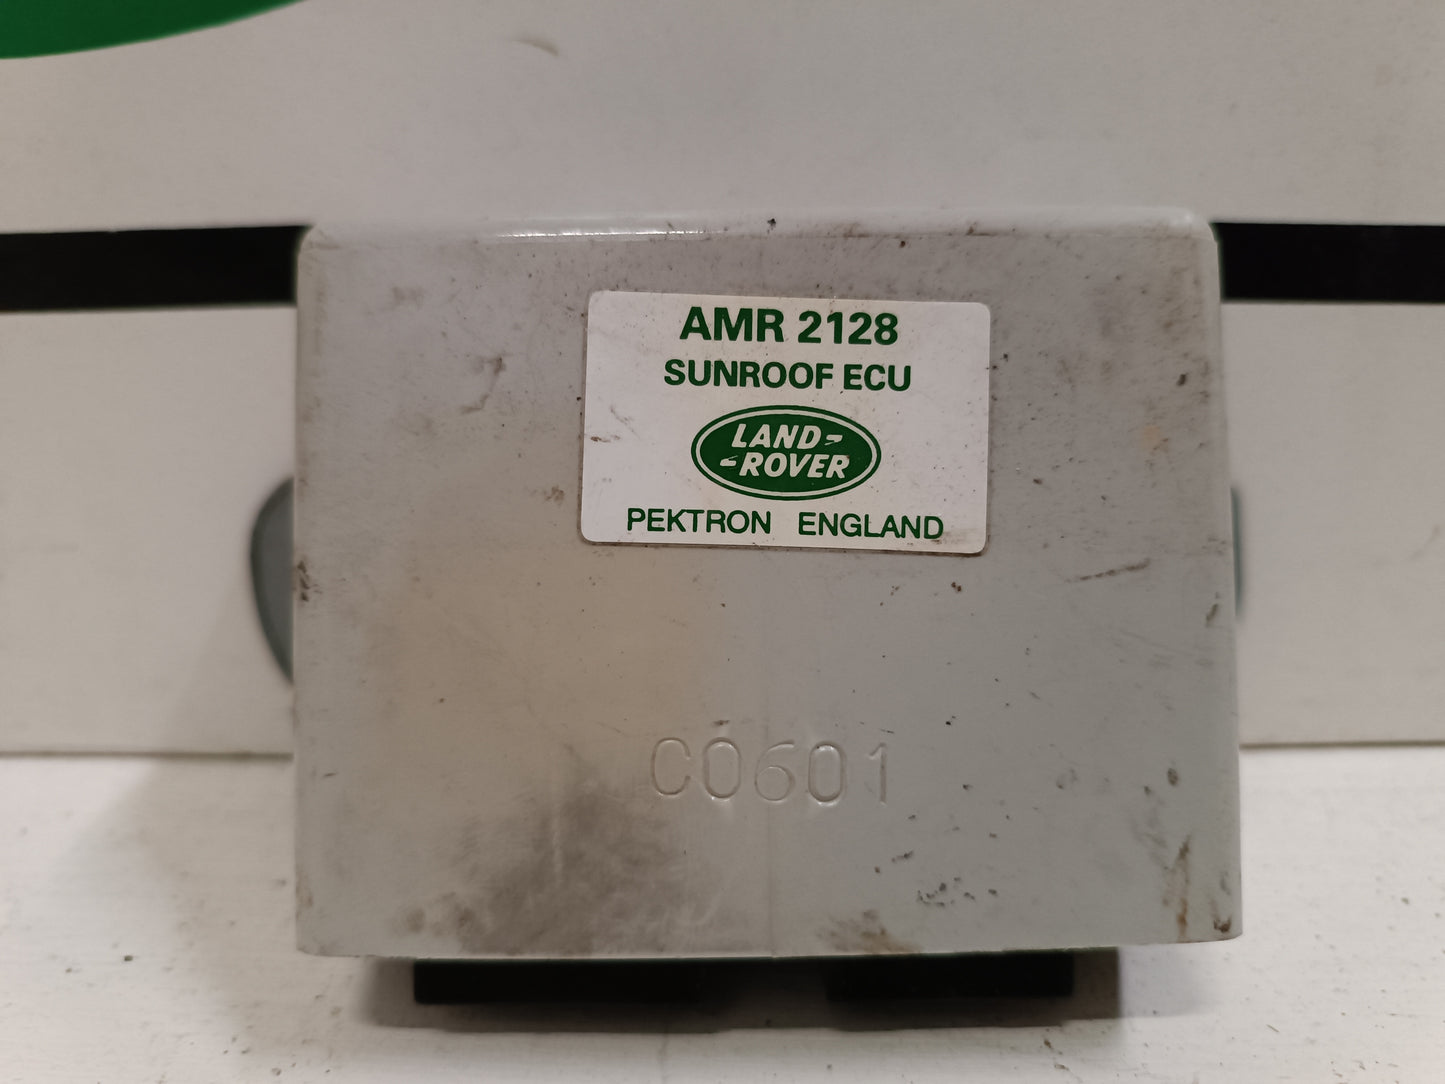 AMR 2128
SUNROOF ECU
LAND-
-ROVER
PEKTRON ENGLAND
C0601